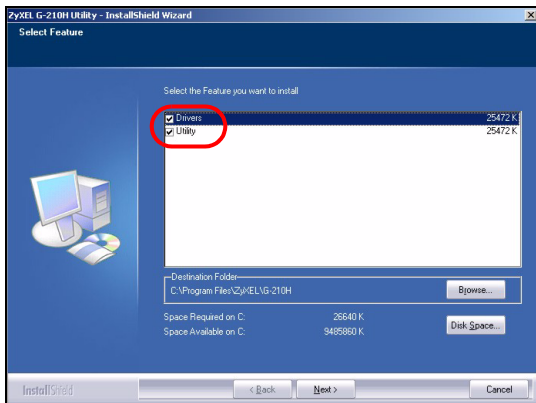 ZyXEL G-210H Utility - InstallShield Wizard
Select Feature
Select the Feature you want to install
Drivers 25472 K
Utility 25472 K
Destination Folder
C:\Program Files\ZyXEL\G-210H
Browse...
Space Required on C: 26640 K
Space Available on C: 9485860 K
Disk Space...
InstallShield
< Back Next > Cancel